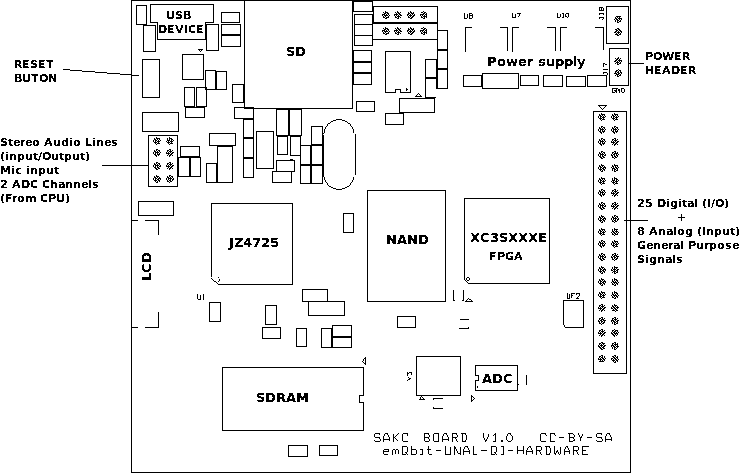 USB
DEVICE
SD
U8
U7
U10
J18
Power supply
J17
POWER
HEADER
GND
RESET
BUTON
Stereo Audio Lines
(input/Output)
Mic input
2 ADC Channels
(From CPU)
25 Digital (I/O)
+
8 Analog (Input)
General Purpose
Signals
JZ4725
NAND
XC3SXXXE
FPGA
LCD
U1
UF2
SDRAM
Y3
ADC
SAKC BOARD V1.0 CC-BY-SA
emQbit-UNAL-QI-HARDWARE